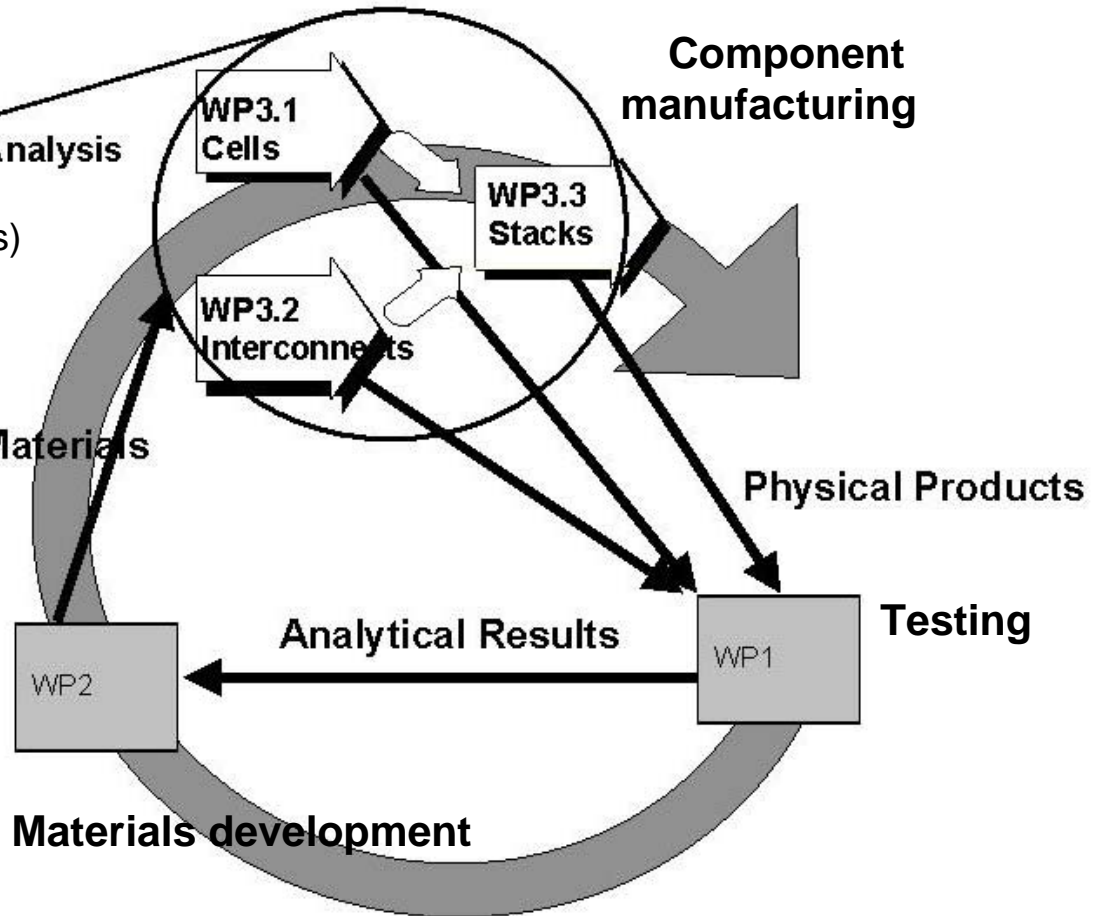 Component
manufacturing
WP3.1
Cells
nalysis
s)
WP3.3
Stacks
WP3.2
Interconnects
Materials
Physical Products
Analytical Results
Testing
WP1
WP2
Materials development